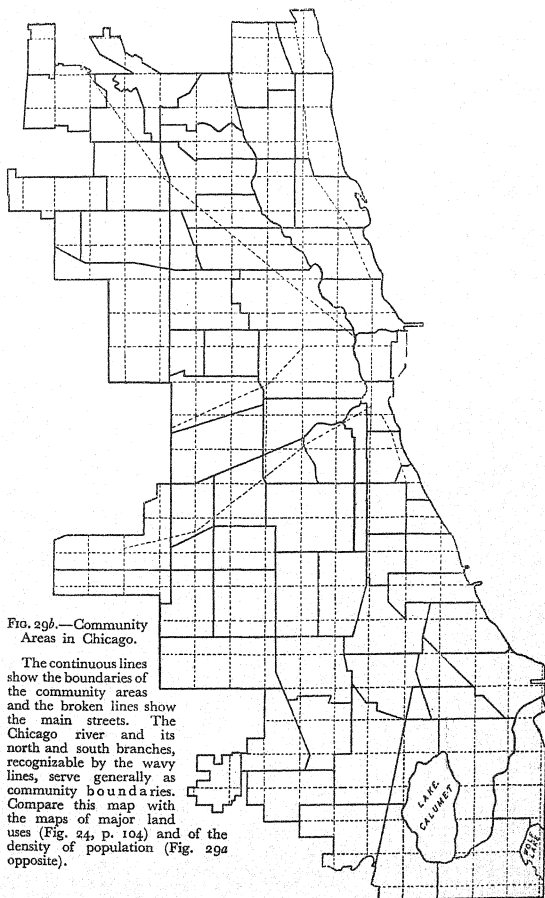 FIG. 29b.—Community
Areas in Chicago.
The continuous lines
show the boundaries of
the community areas
and the broken lines show
the main streets. The
Chicago river and its
north and south branches,
recognizable by the wavy
lines, serve generally as
community boundaries.
Compare this map with
the maps of major land
uses (Fig. 24, p. 104) and of the
density of population (Fig. 29a
opposite).
LAKE
CALUMET
WOLF
LAKE